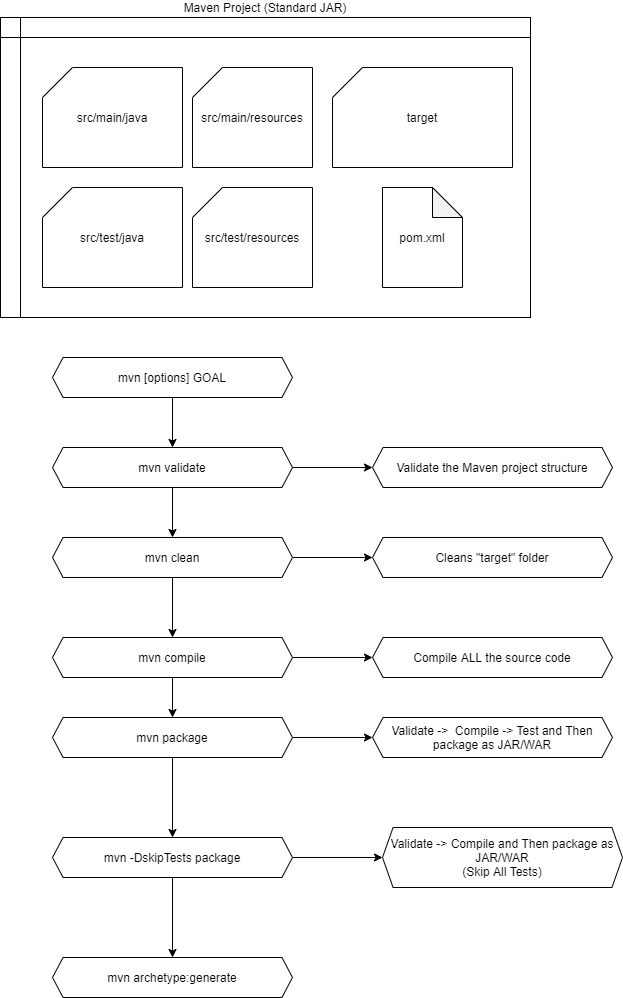 Maven Project (Standard JAR)
src/main/java
src/main/resources
target
src/test/java
src/test/resources
pom.xml
mvn [options] GOAL
mvn validate
Validate the Maven project structure
mvn clean
Cleans "target" folder
mvn compile
Compile ALL the source code
mvn package
Validate -> Compile -> Test and Then
package as JAR/WAR
mvn -DskipTests package
Validate -> Compile and Then package as
JAR/WAR
(Skip All Tests)
mvn archetype:generate